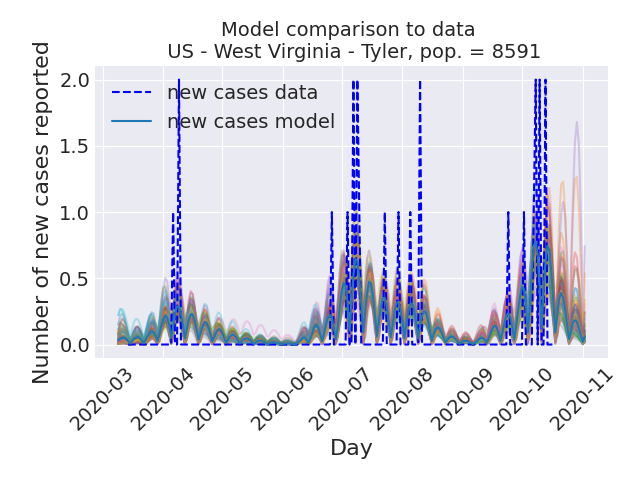 Model comparison to data
US - West Virginia - Tyler, pop. = 8591
Number of new cases reported
2.0
1.5
1.0
0.5
0.0
new cases data
new cases model
2020-03
2020-04
2020-05
2020-06
2020-07
2020-08
2020-09
2020-10
2020-11
Day